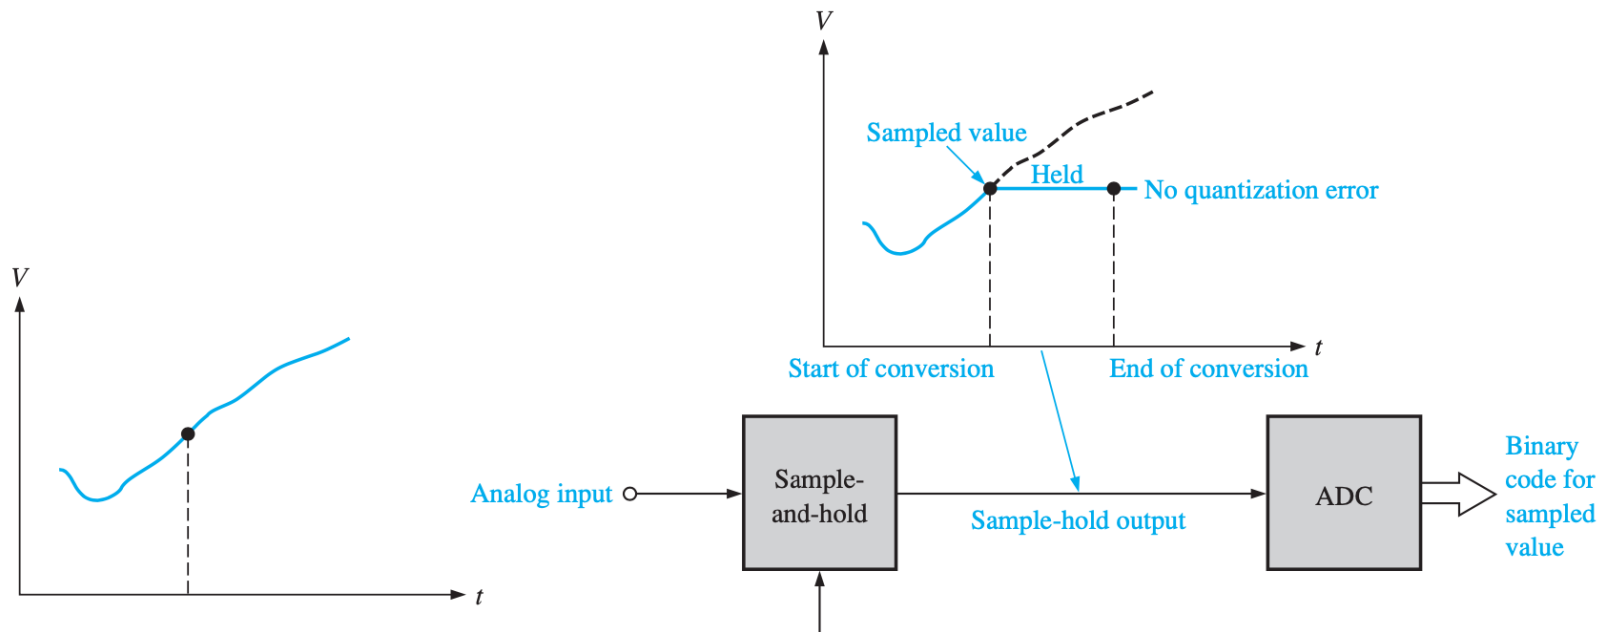 V
Sampled value
Held
No quantization error
t
Start of conversion
End of conversion
V
t
Analog input
Sample-
and-hold
Sample-hold output
ADC
Binary
code for
sampled
value